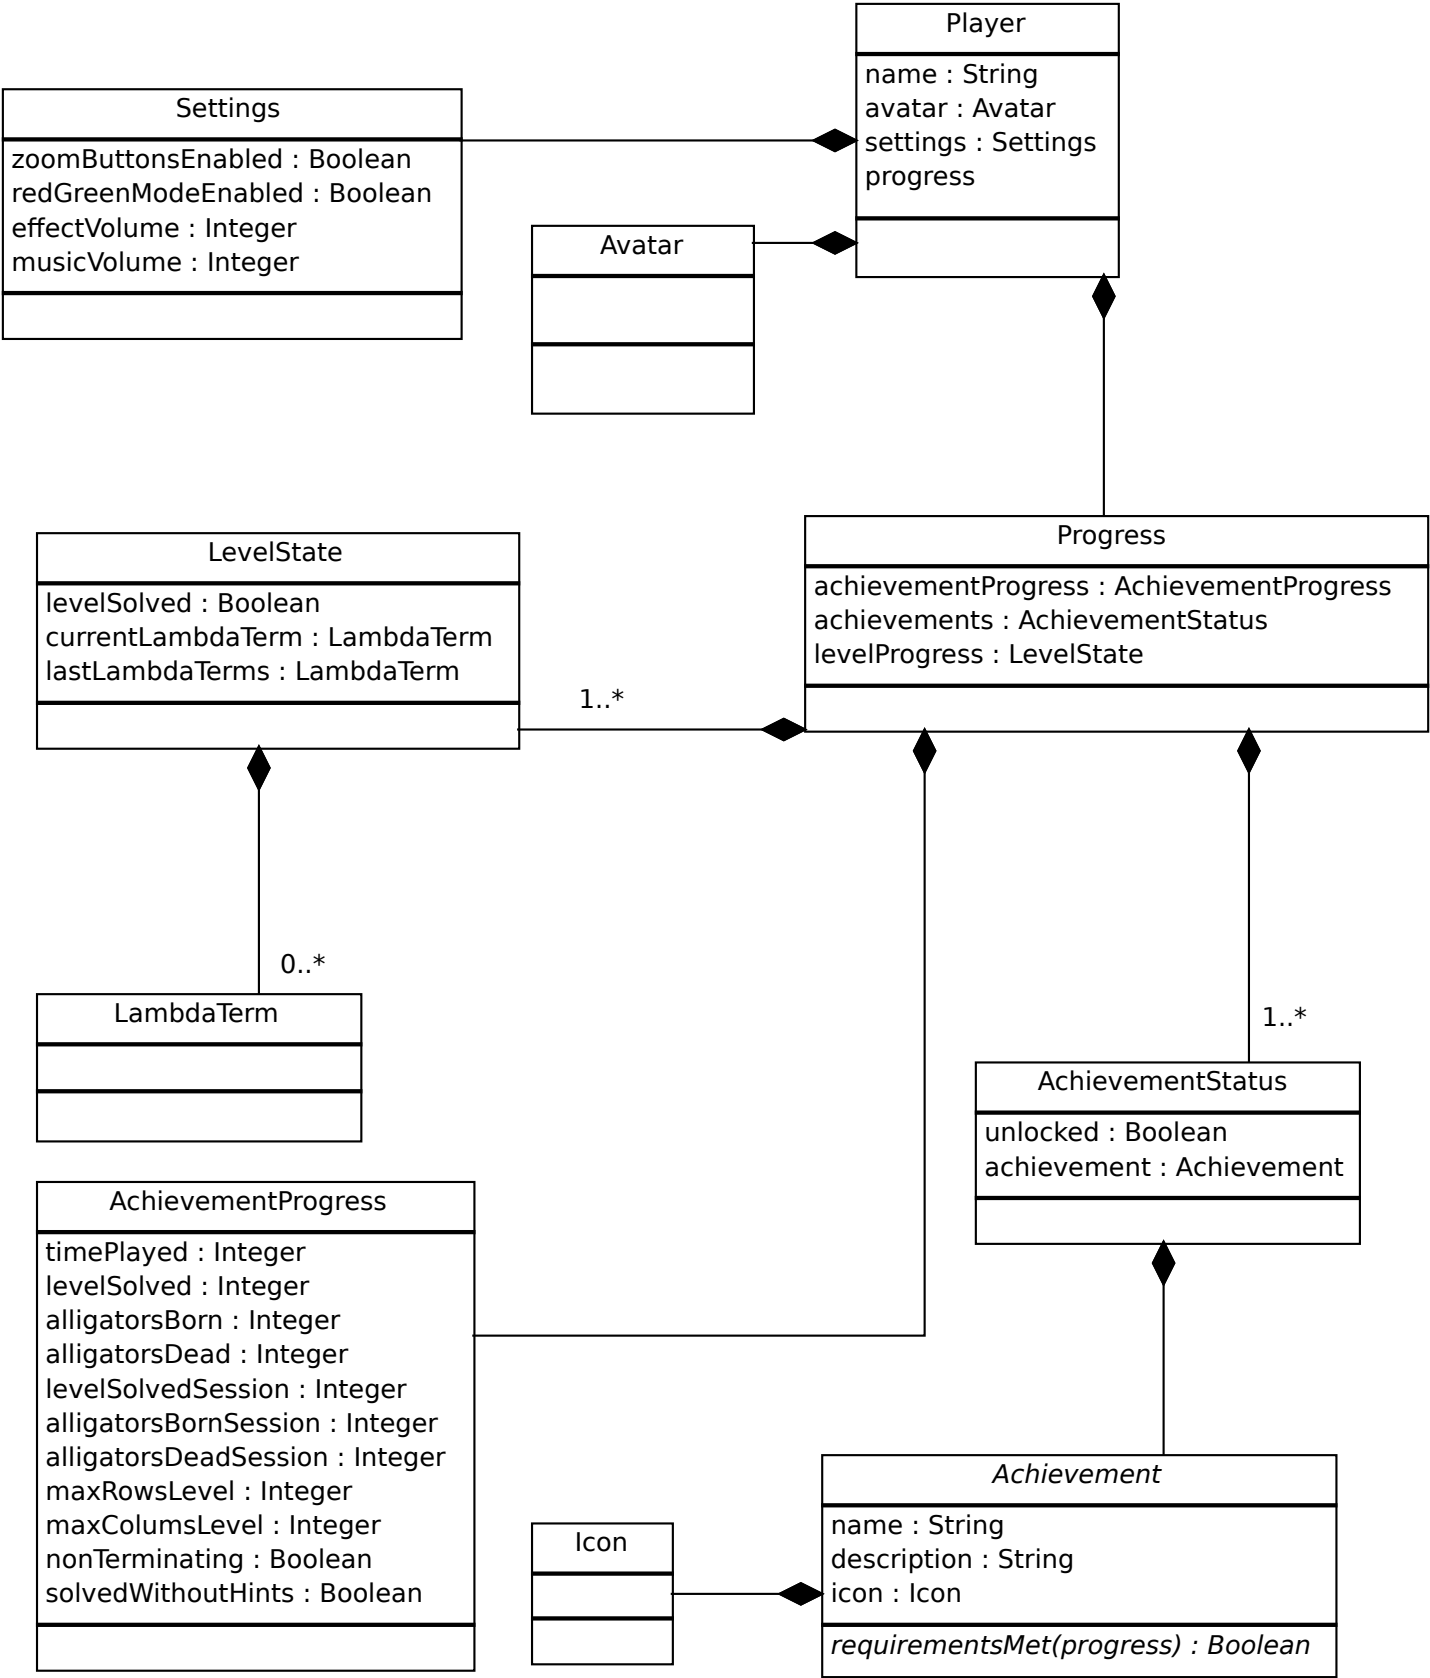 Player
name : String
avatar : Avatar
settings : Settings
progress
Settings
zoomButtonsEnabled : Boolean
redGreenModeEnabled : Boolean
effectVolume : Integer
musicVolume : Integer
Avatar
Progress
achievementProgress : AchievementProgress
achievements : AchievementStatus
levelProgress : LevelState
LevelState
levelSolved : Boolean
currentLambdaTerm : LambdaTerm
lastLambdaTerms : LambdaTerm
1..*
0..*
LambdaTerm
1..*
AchievementStatus
unlocked : Boolean
achievement : Achievement
AchievementProgress
timePlayed : Integer
levelSolved : Integer
alligatorsBorn : Integer
alligatorsDead : Integer
levelSolvedSession : Integer
alligatorsBornSession : Integer
alligatorsDeadSession : Integer
maxRowsLevel : Integer
maxColumsLevel : Integer
nonTerminating : Boolean
solvedWithoutHints : Boolean
Icon
Achievement
name : String
description : String
icon : Icon
requirementsMet(progress) : Boolean